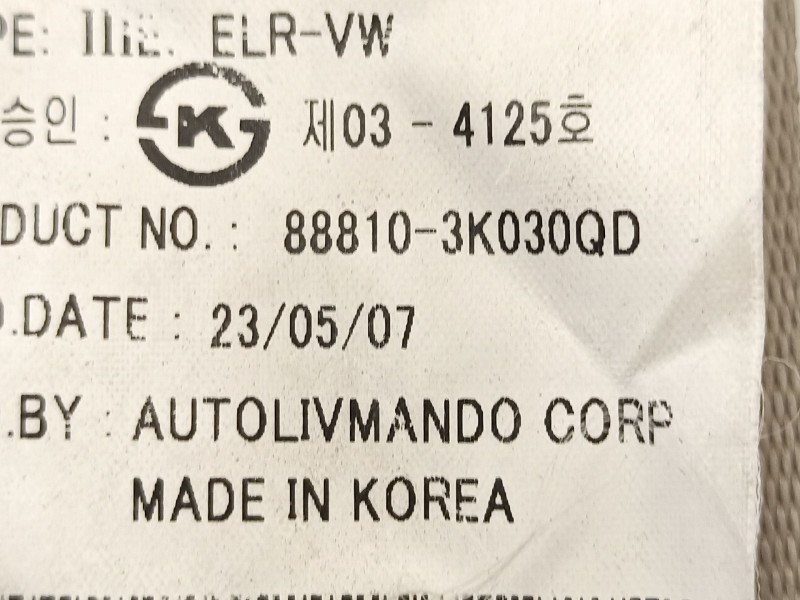 PE: ELR-VW
승인 : K 제03 - 4125호
DUCT NO. : 88810-3K030QD
.DATE : 23/05/07
.BY : AUTOLIVMANDO CORP.
MADE IN KOREA